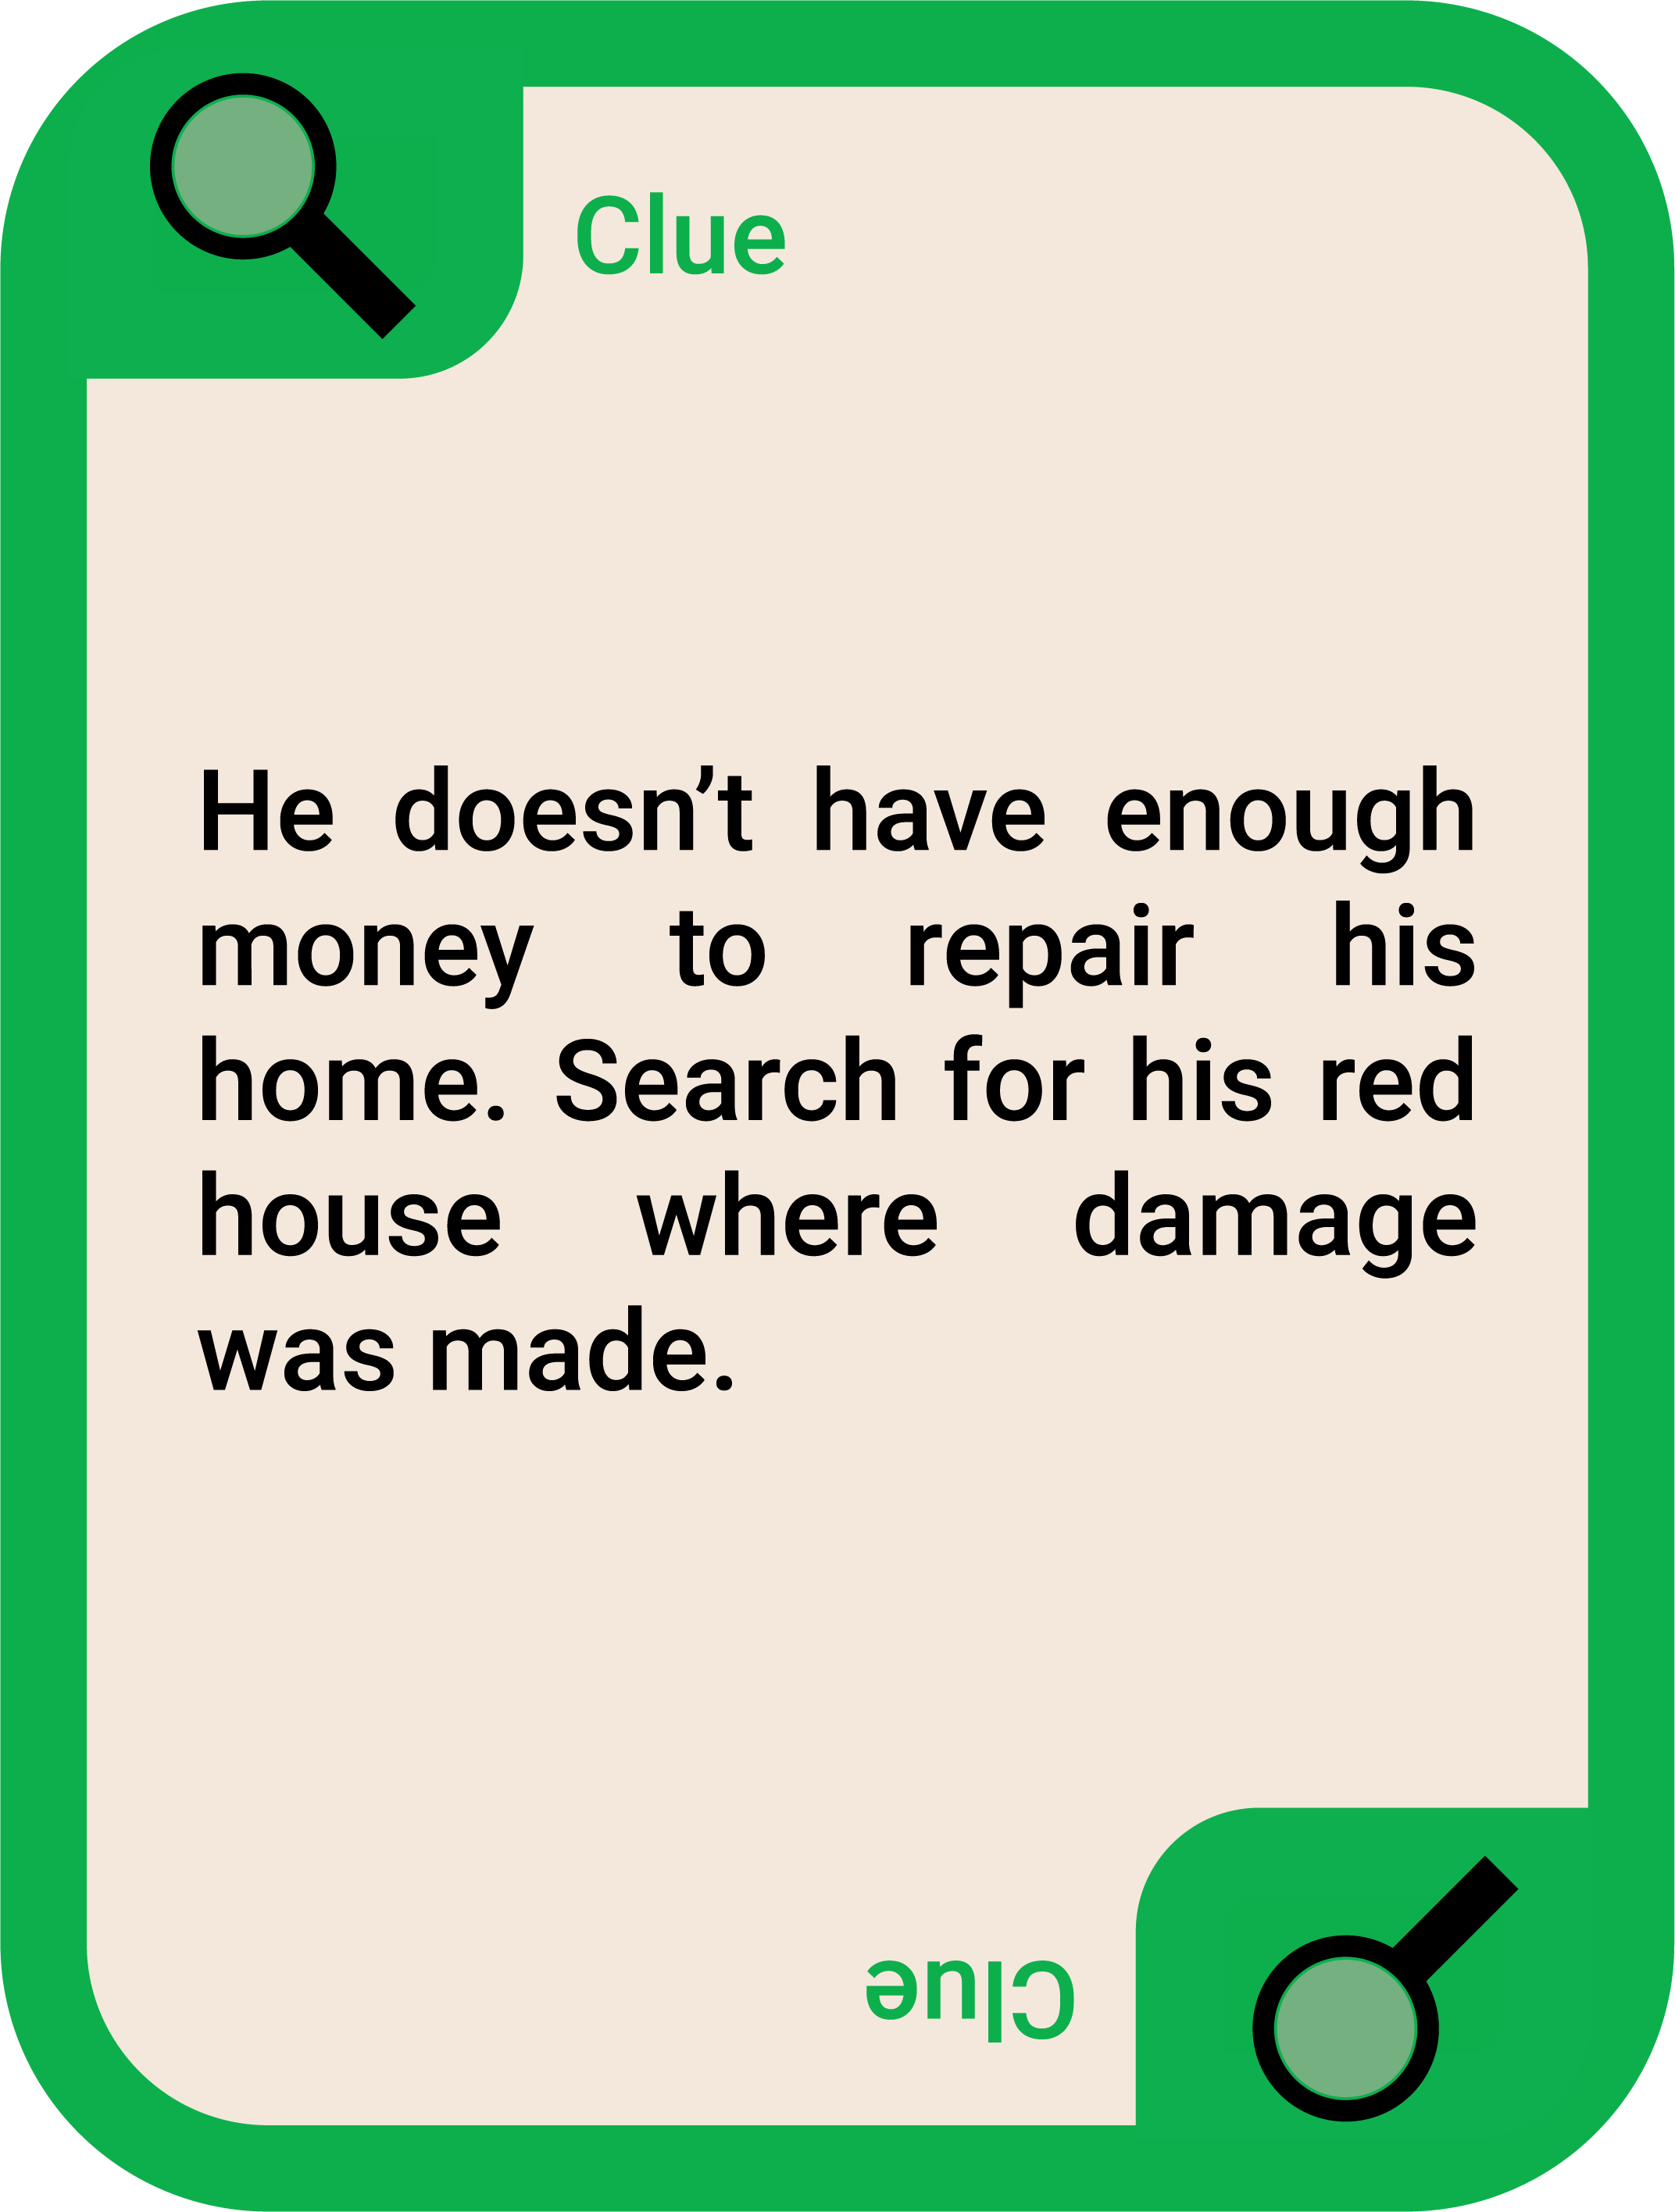 Clue
He doesn’t have enough
money to repair his
home. Search for his red
house where damage
was made.
Clue